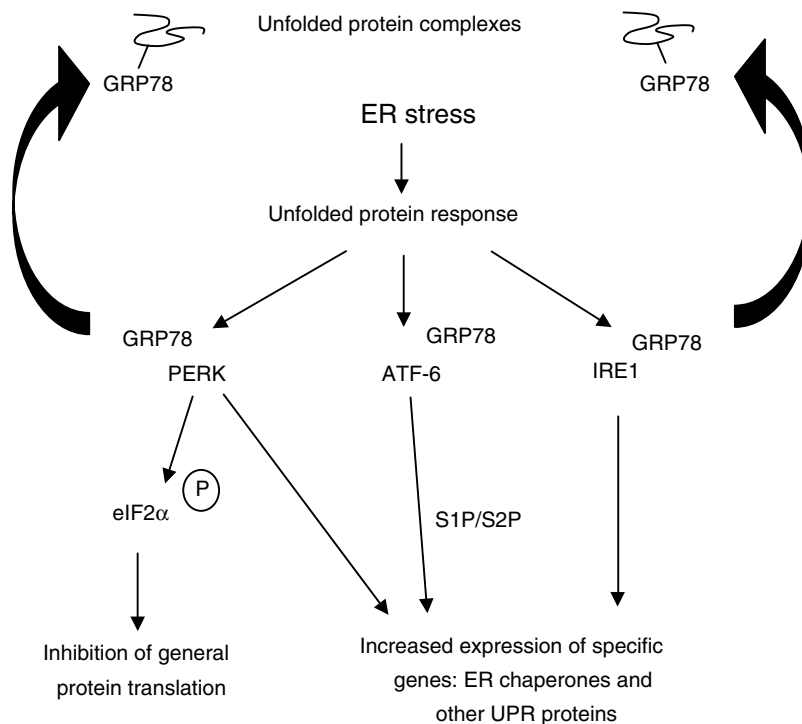 Unfolded protein complexes
GRP78
GRP78
ER stress
Unfolded protein response
GRP78
GRP78
GRP78
PERK
ATF-6
IRE1
P
eIF2α
S1P/S2P
Inhibition of general
protein translation
Increased expression of specific
genes: ER chaperones and
other UPR proteins